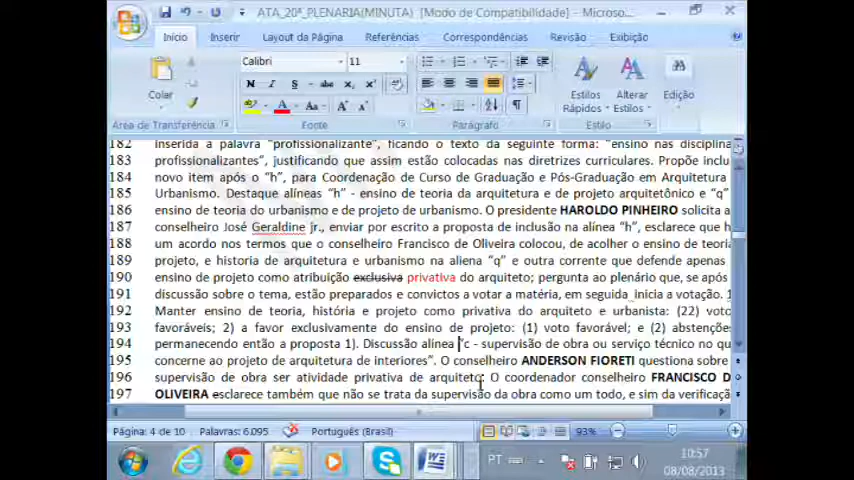 ATA_20ª_PLENARIA(MINUTA) [Modo de Compatibilidade] - Microso...
Início Inserir Layout da Página Referências Correspondências Revisão Exibição
Calibri 11
Colar
N I S abc x₂ x²
Aa A A
Estilos Rápidos Alterar Estilos Edição
Área de Transferência Fonte Parágrafo Estilo
182 Inserida a palavra “profissionalizante”, ficando o texto da seguinte forma: “ensino nas disciplina
183 profissionalizantes”, justificando que assim estão colocadas nas diretrizes curriculares. Propõe inclu
184 novo item após o “h”, para Coordenação de Curso de Graduação e Pós-Graduação em Arquitetura
185 Urbanismo. Destaque alíneas “h” - ensino de teoria da arquitetura e de projeto arquitetônico e “q”
186 ensino de teoria do urbanismo e de projeto de urbanismo. O presidente HAROLDO PINHEIRO solicita a
187 conselheiro José Geraldine jr., enviar por escrito a proposta de inclusão na alínea “h”, esclarece que h
188 um acordo nos termos que o conselheiro Francisco de Oliveira colocou, de acolher o ensino de teoria
189 projeto, e historia de arquitetura e urbanismo na aliena “q” e outra corrente que defende apenas
190 ensino de projeto como atribuição exclusiva privativa do arquiteto; pergunta ao plenário que, se após
191 discussão sobre o tema, estão preparados e convictos a votar a matéria, em seguida inicia a votação. 1
192 Manter ensino de teoria, história e projeto como privativa do arquiteto e urbanista: (22) voto
193 favoráveis; 2) a favor exclusivamente do ensino de projeto: (1) voto favorável; e (2) abstenções
194 permanecendo então a proposta 1). Discussão alínea “c - supervisão de obra ou serviço técnico no qu
195 concerne ao projeto de arquitetura de interiores”. O conselheiro ANDERSON FIORETI questiona sobre
196 supervisão de obra ser atividade privativa de arquiteto: O coordenador conselheiro FRANCISCO D
197 OLIVEIRA esclarece também que não se trata da supervisão da obra como um todo, e sim da verificaçã
Página: 4 de 10 Palavras: 6.095 Português (Brasil) 93%
PT 10:57
08/08/2013